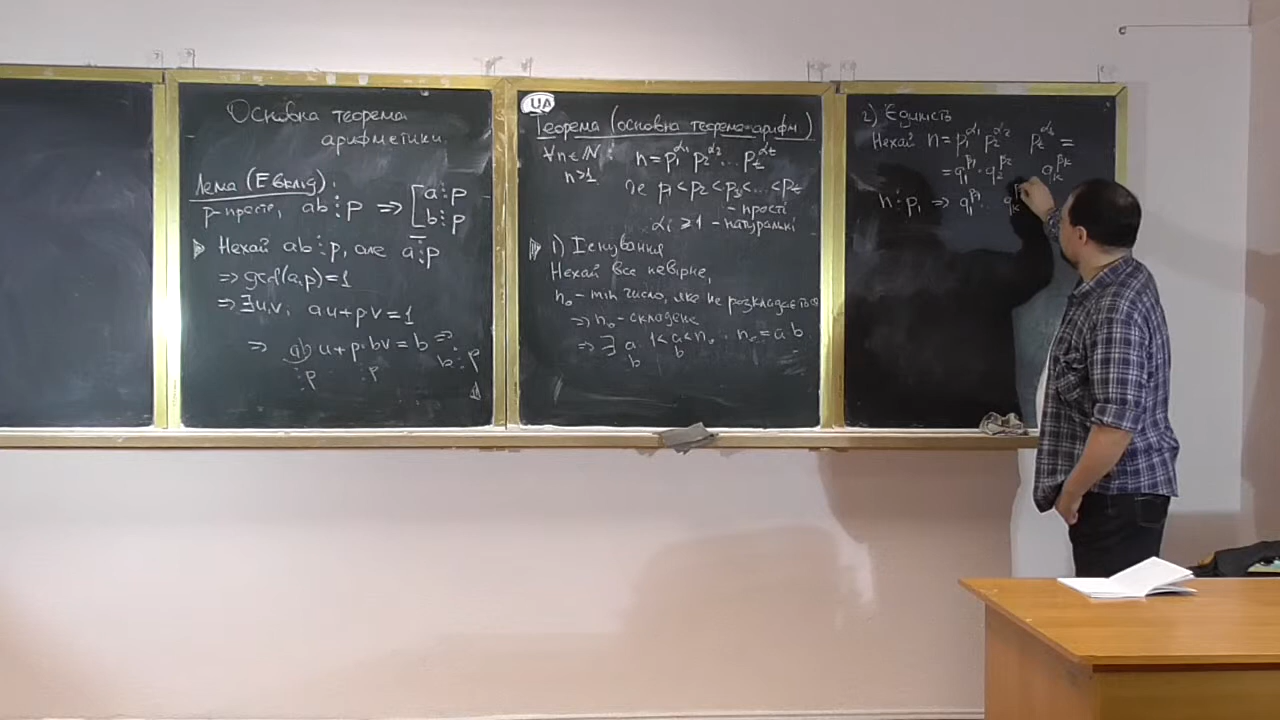 Основна теорема
арифметики.
Лема (Евклід):
p-просте, ab⋮p ⇒ [a⋮p
b⋮p
Нехай ab⋮p, але a⋮̸p
⇒ gcd(a,p)=1
⇒ ∃u,v: au+pv=1
⇒ ab u+p·bv=b ⇒
⋮p ⋮p b⋮p
UA
Теорема (основна теорема арифм)
∀n∈ℕ: n=p₁^α₁ p₂^α₂ ... p_t^α_t
n>1
де p₁<p₂<p₃<...<p_t
- прості
αᵢ ≥ 1 - натуральні
1) Існування
Нехай все невірне,
n₀ - min число, яке не розкладається
⇒ n₀ - складене
⇒ ∃ a 1<a<n₀ : n₀=a·b
b b
2) Єдиність
Нехай n=p₁^α₁ p₂^α₂ p_t^α_t =
=q₁^β₁·q₂^β₂ q_k^β_k
n⋮p₁ ⇒ q₁^β₁ ... q_k^β